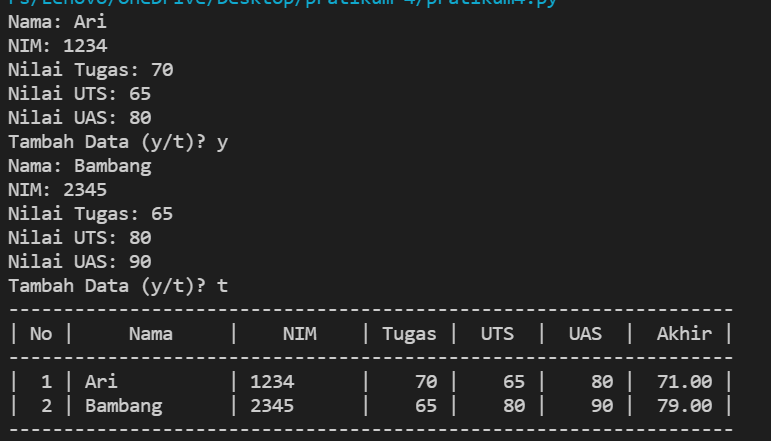 Ps/Lenovo/OneDrive/Desktop/pratikum 4/pratikum4.py
Nama: Ari
NIM: 1234
Nilai Tugas: 70
Nilai UTS: 65
Nilai UAS: 80
Tambah Data (y/t)? y
Nama: Bambang
NIM: 2345
Nilai Tugas: 65
Nilai UTS: 80
Nilai UAS: 90
Tambah Data (y/t)? t
------------------------------------------------------------------
| No |     Nama     |    NIM    | Tugas |  UTS  |  UAS  |  Akhir |
------------------------------------------------------------------
|  1 | Ari          | 1234      |    70 |    65 |    80 |  71.00 |
|  2 | Bambang      | 2345      |    65 |    80 |    90 |  79.00 |
------------------------------------------------------------------